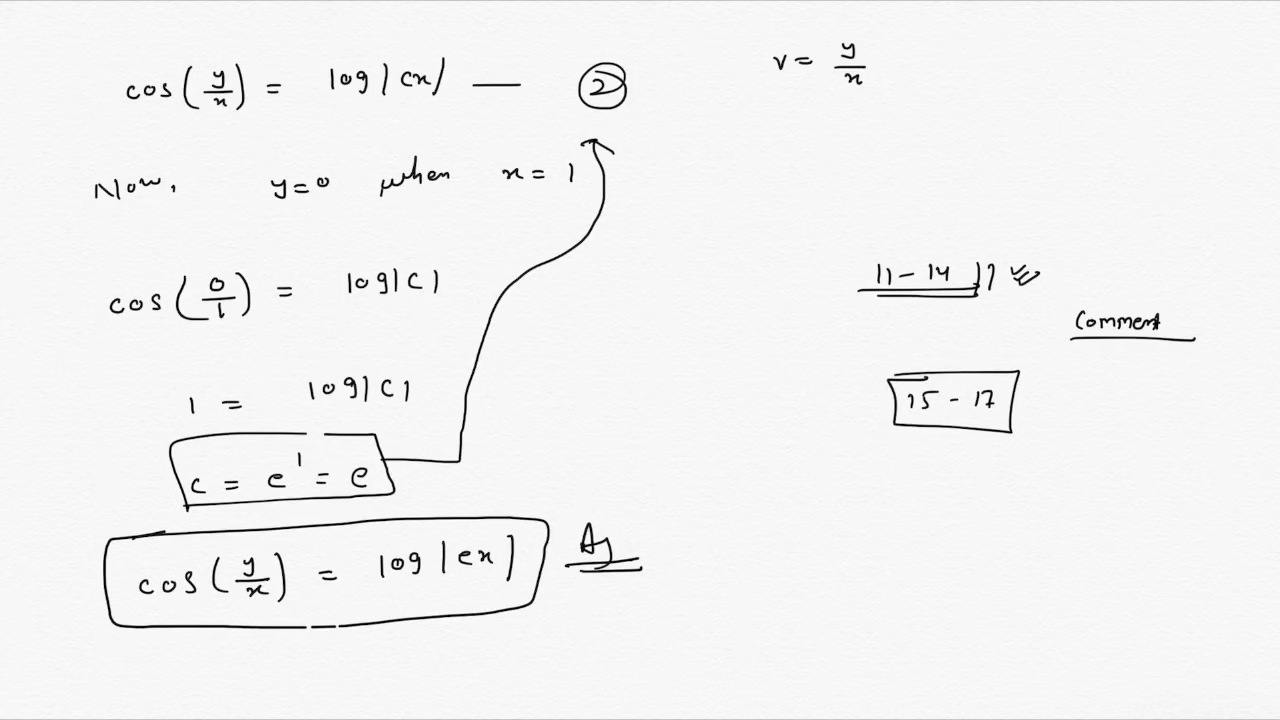 cos(y/x) = log|cx| — ②
v = y/x
Now, y=0 when x=1
cos(0/1) = log|c|
11-14
Comment
1 = log|c|
15-17
c = e¹ = e
cos(y/x) = log|ex|